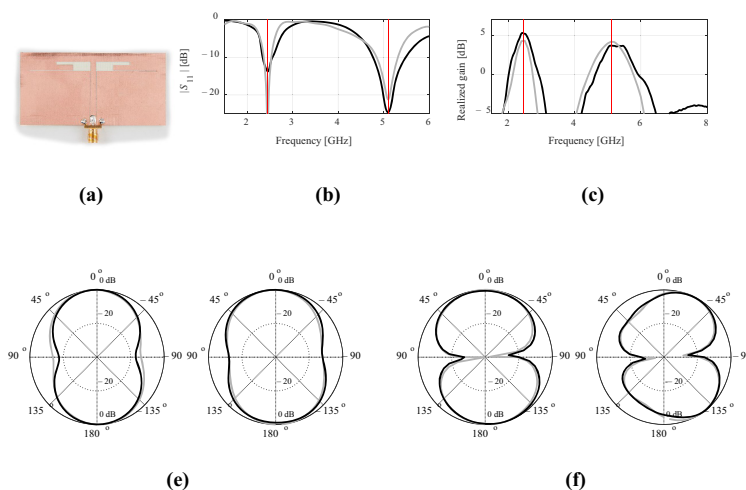 0
−10
−20
|S11| [dB]
2 3 4 5 6
Frequency [GHz]
5
0
−5
Realized gain [dB]
2 4 6 8
Frequency [GHz]
(a) (b) (c)
0° 0 dB −20 −20 0 dB 45° −45° 90° −90 135° −135° 180°
0° 0 dB −20 −20 0 dB 45° −45° 90° −90 135° −135° 180°
0° 0 dB −20 −20 0 dB 45° −45° 90° −90 135° −135° 180°
0° 0 dB −20 −20 0 dB 45° −45° 90° −90 135° −135° 180°
(e) (f)